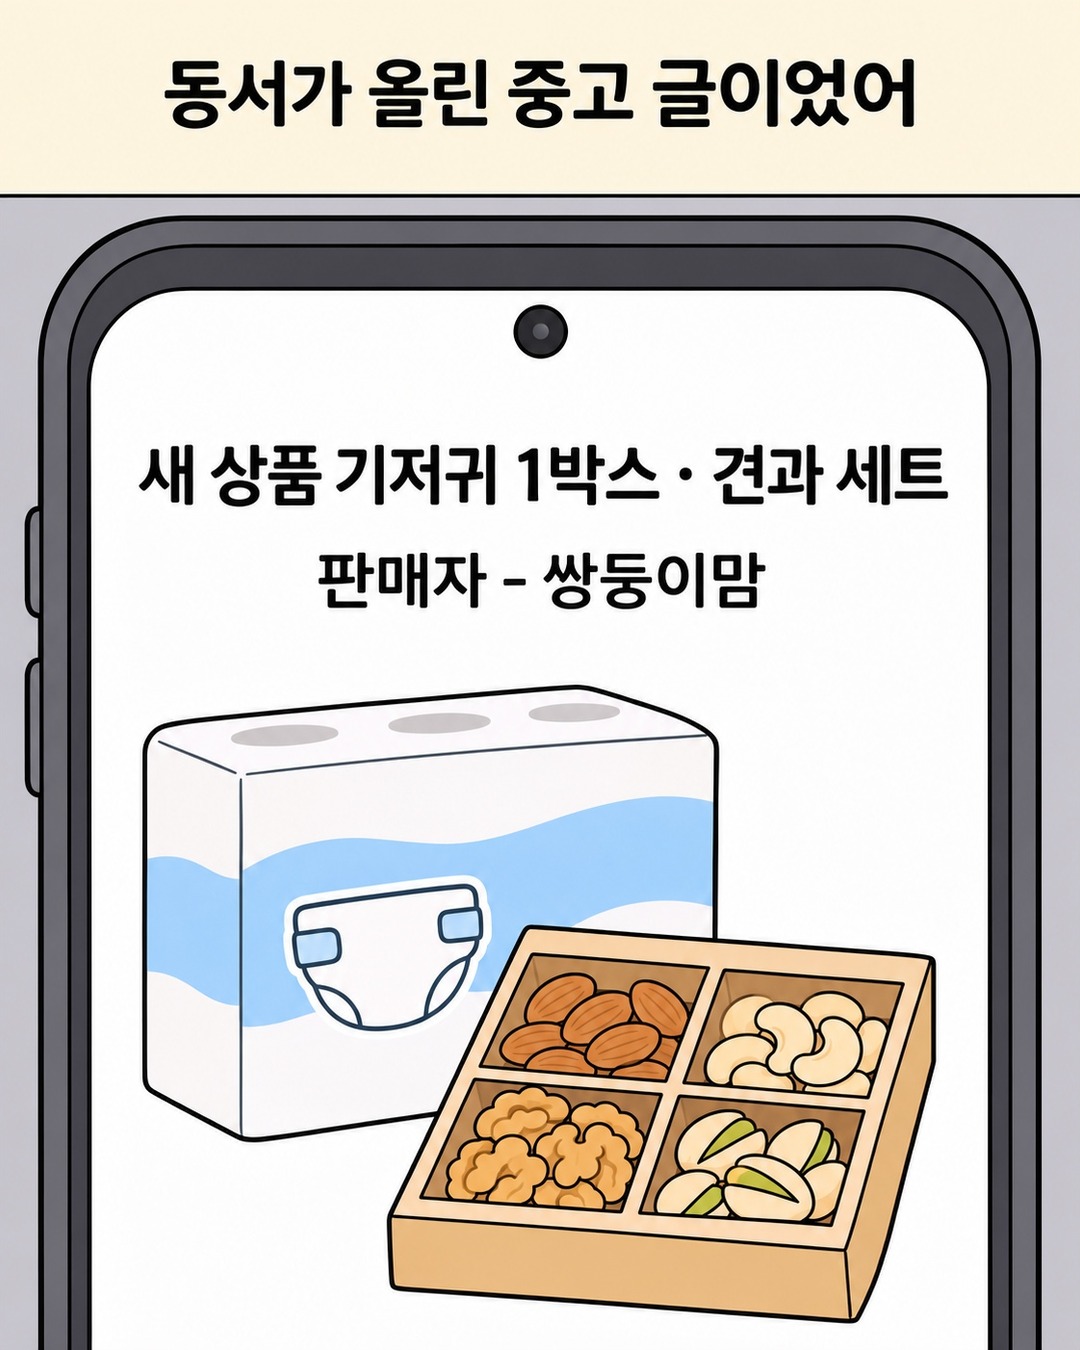 동서가 올린 중고 글이었어
새 상품 기저귀 1박스 · 견과 세트
판매자 - 쌍둥이맘